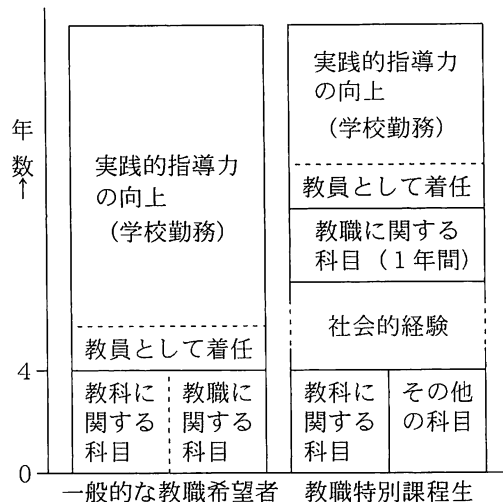 年
数
↑
4
0
実践的指導力
の向上
(学校勤務)
教員として着任
教科に
関する
科目
教職に
関する
科目
一般的な教職希望者
実践的指導力
の向上
(学校勤務)
教員として着任
教職に関する
科目(1年間)
社会的経験
教科に
関する
科目
その他
の科目
教職特別課程生